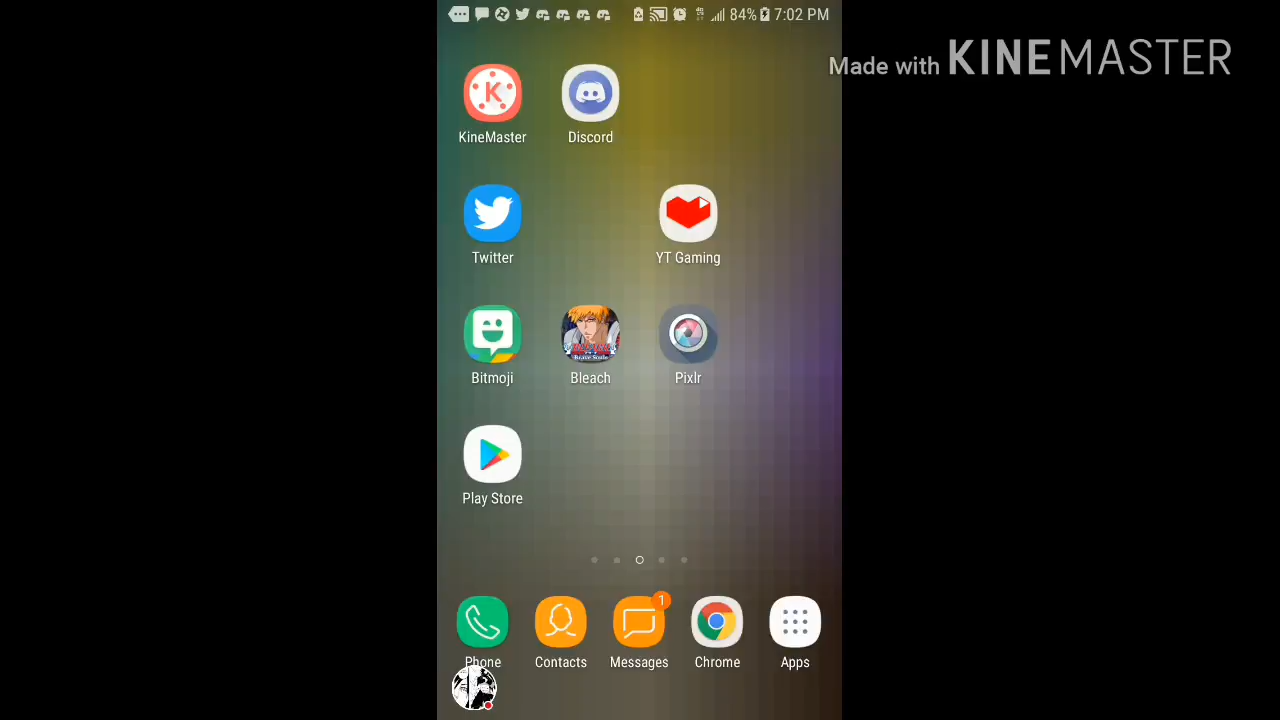 84% 7:02 PM
Made with KINEMASTER
K
KineMaster Discord
Twitter YT Gaming
Bitmoji Bleach Pixlr
Play Store
1
Phone Contacts Messages Chrome Apps